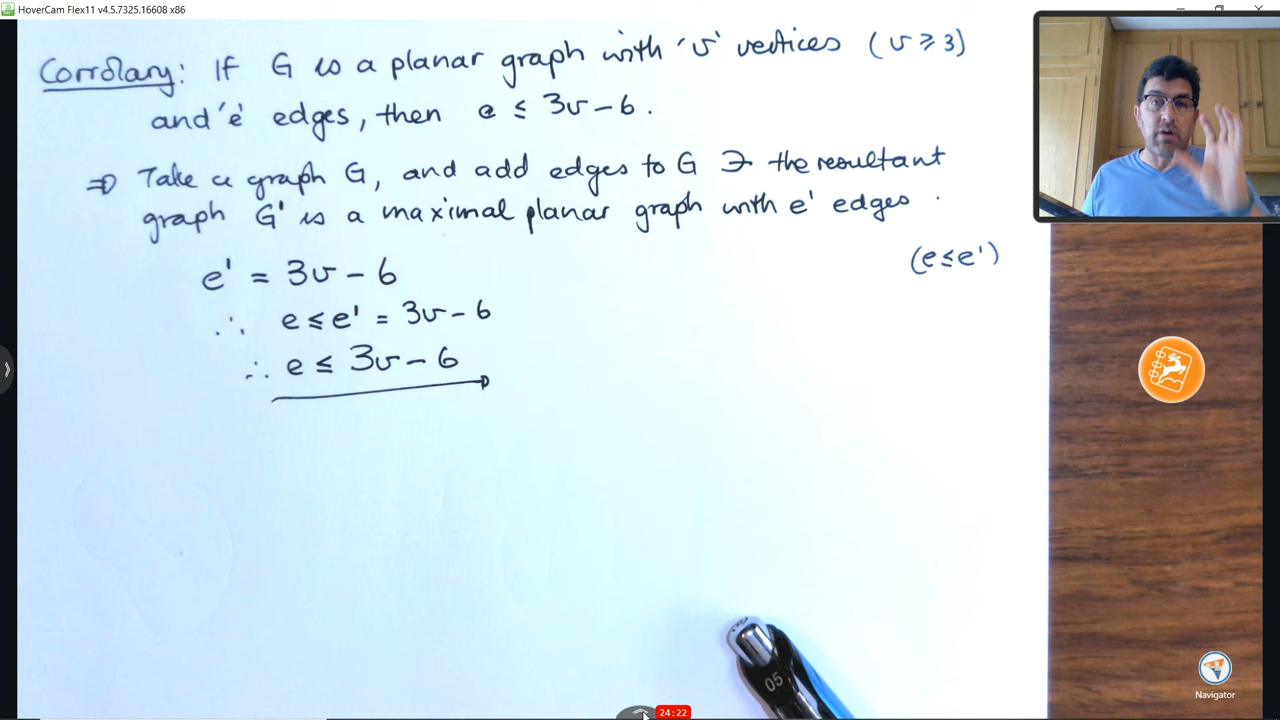 HoverCam Flex11 v4.5.7325.16608 x86
Corrolary: If G is a planar graph with 'v' vertices (v ≥ 3)
and 'e' edges, then e ≤ 3v - 6.
⇒ Take a graph G, and add edges to G ∋ the resultant
graph G' is a maximal planar graph with e' edges.
(e ≤ e')
e' = 3v - 6
∴ e ≤ e' = 3v - 6
∴ e ≤ 3v - 6
05
Navigator
24:22